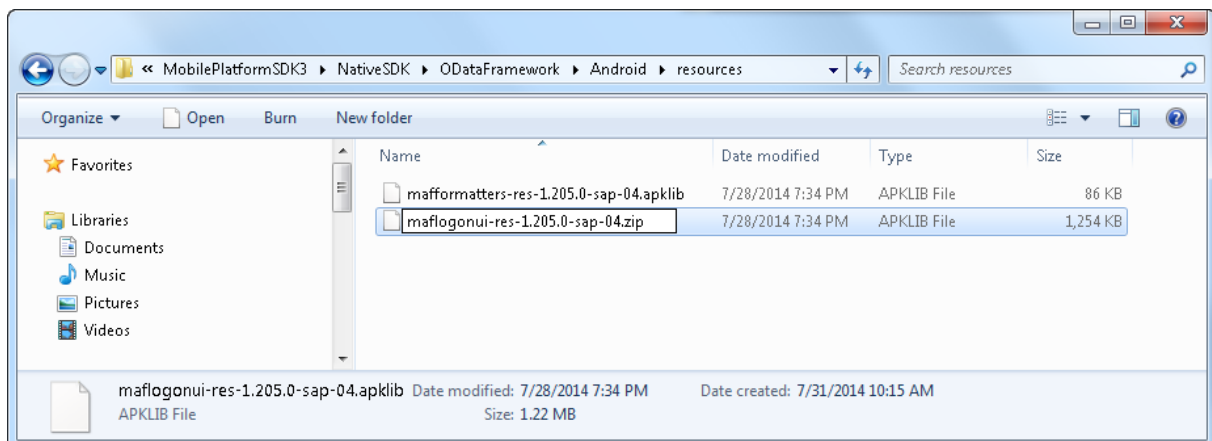 « MobilePlatformSDK3 ▸ NativeSDK ▸ ODataFramework ▸ Android ▸ resources Search resources
Organize Open Burn New folder
Favorites
Libraries
Documents
Music
Pictures
Videos
Name Date modified Type Size
mafformatters-res-1.205.0-sap-04.apklib 7/28/2014 7:34 PM APKLIB File 86 KB
maflogonui-res-1.205.0-sap-04.zip 7/28/2014 7:34 PM APKLIB File 1,254 KB
maflogonui-res-1.205.0-sap-04.apklib Date modified: 7/28/2014 7:34 PM Date created: 7/31/2014 10:15 AM
APKLIB File Size: 1.22 MB